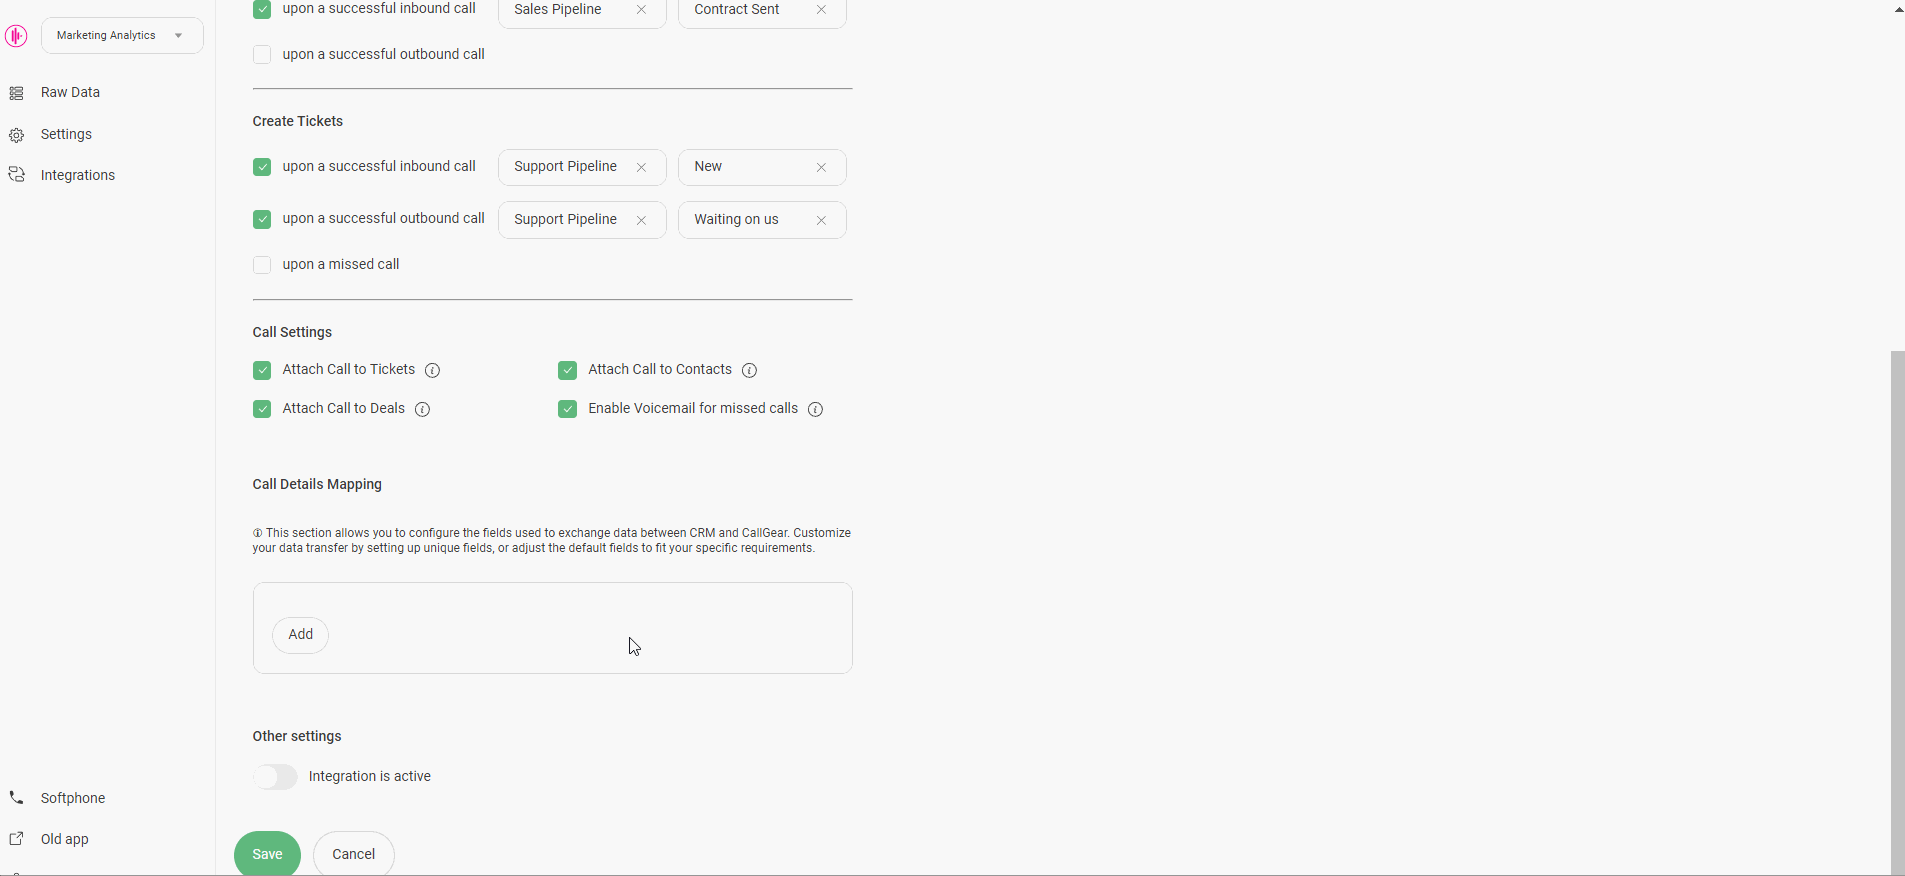 Marketing Analytics
Raw Data
Settings
Integrations
Softphone
Old app
upon a successful inbound call Sales Pipeline Contract Sent
upon a successful outbound call
Create Tickets
upon a successful inbound call Support Pipeline New
upon a successful outbound call Support Pipeline Waiting on us
upon a missed call
Call Settings
Attach Call to Tickets Attach Call to Contacts
Attach Call to Deals Enable Voicemail for missed calls
Call Details Mapping
This section allows you to configure the fields used to exchange data between CRM and CallGear. Customize
your data transfer by setting up unique fields, or adjust the default fields to fit your specific requirements.
Add
Other settings
Integration is active
Save Cancel